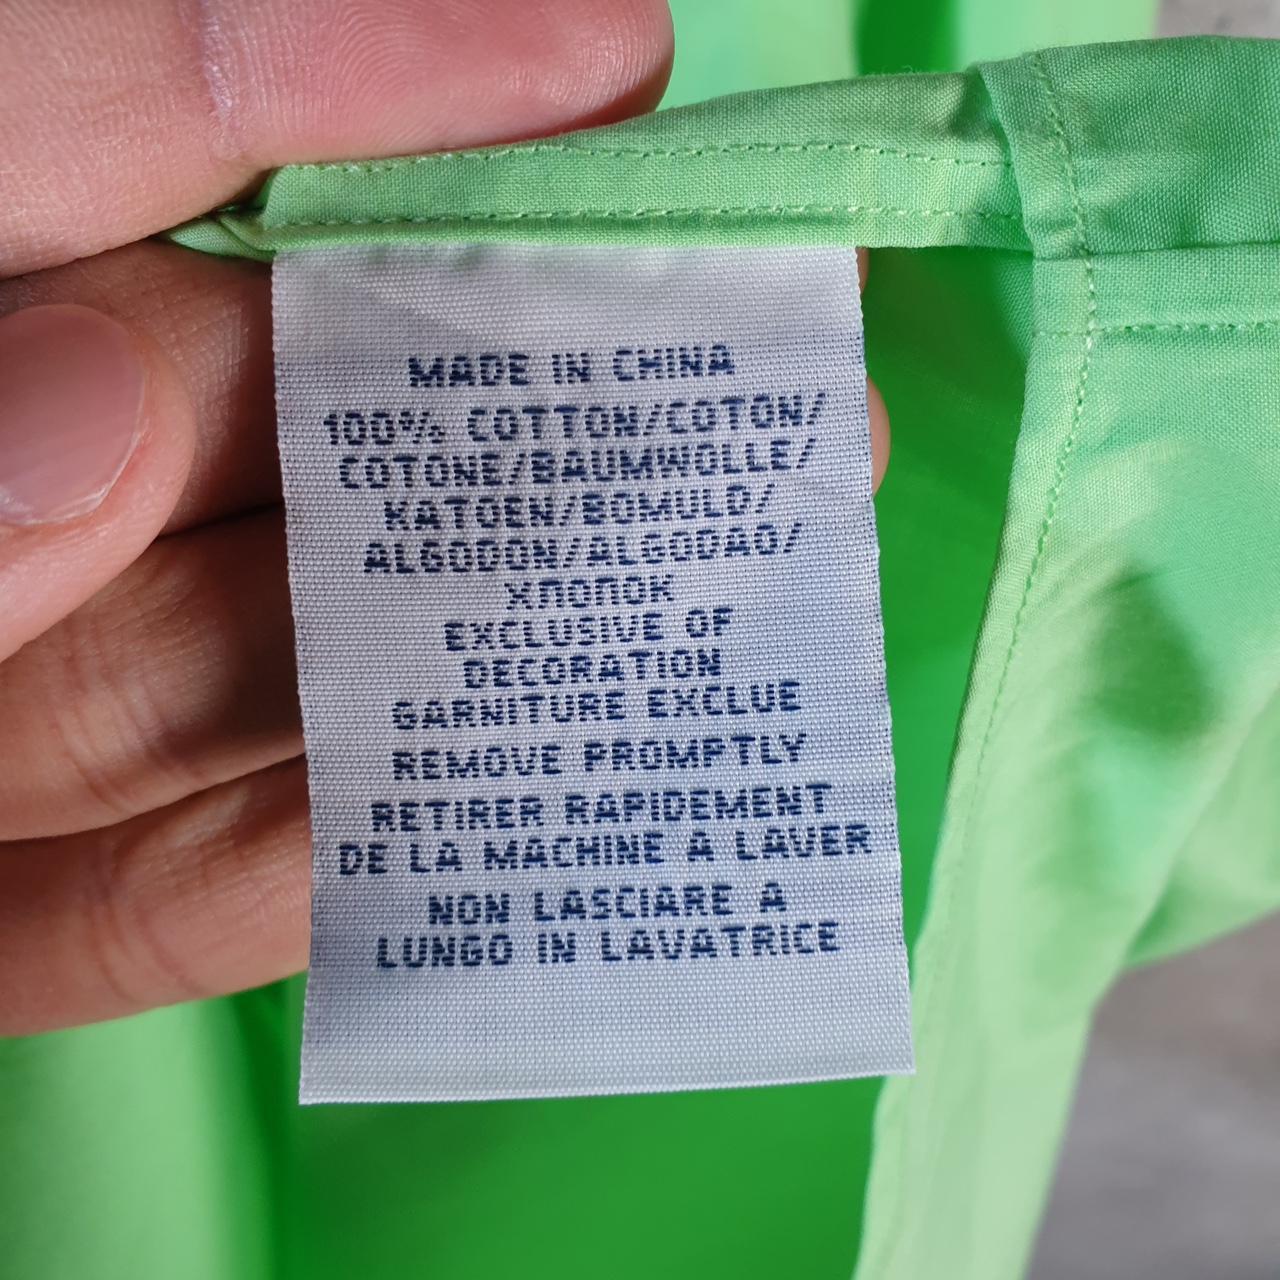 MADE IN CHINA
100% COTTON/COTON/
COTONE/BAUMWOLLE/
KATOEN/BOMULD/
ALGODON/ALGODAO/
ХЛОПОК
EXCLUSIVE OF
DECORATION
GARNITURE EXCLUE
REMOVE PROMPTLY
RETIRER RAPIDEMENT
DE LA MACHINE A LAVER
NON LASCIARE A
LUNGO IN LAVATRICE